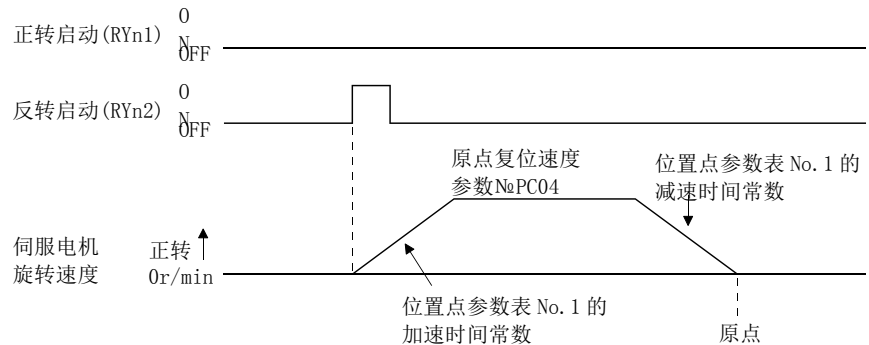 正转启动(RYn1)
ON
OFF
反转启动(RYn2)
ON
OFF
原点复位速度
参数№PC04
位置点参数表 No.1 的
减速时间常数
伺服电机
旋转速度
正转
0r/min
位置点参数表 No.1 的
加速时间常数
原点